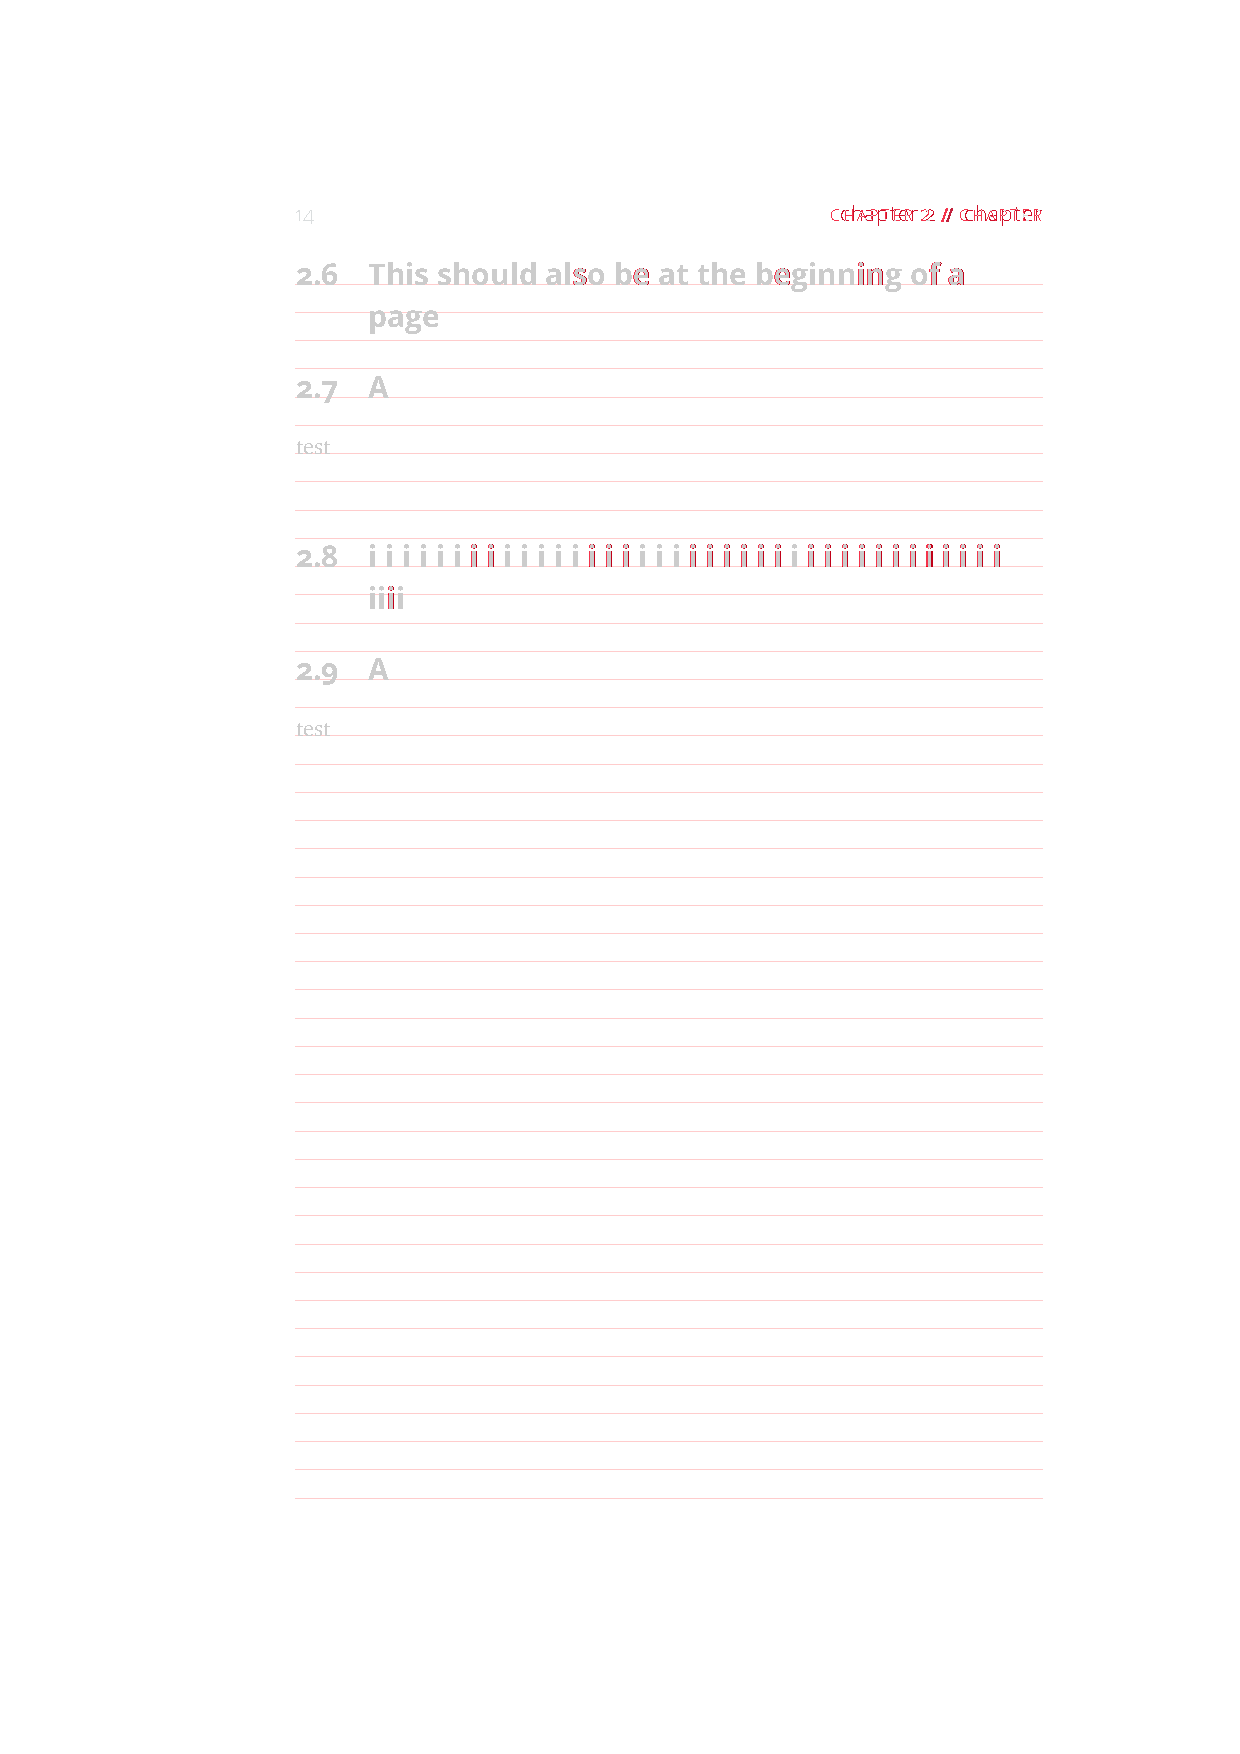 14 chapter 2 // chapter
2.6 This should also be at the beginning of a
page
2.7 A
test
2.8 i i i i i i i i i i i i i i i i i i i i i i i i i i i i i i i i i i i i i i
iiii
2.9 A
test